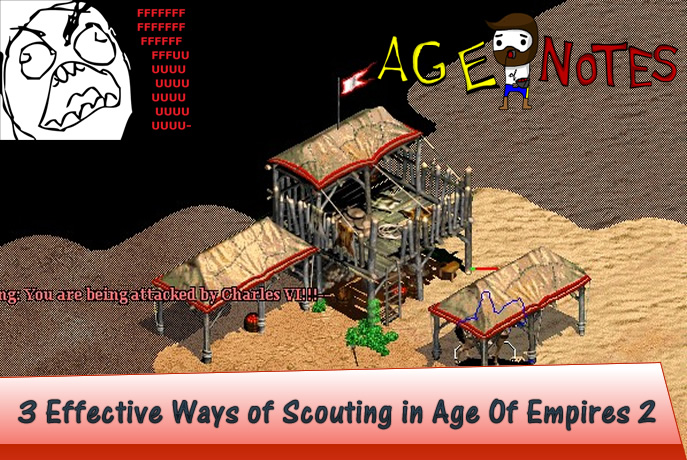 FFFFFFF
FFFFFFF
FFFFFF
FFFUU
UUUU
UUUU
UUUU
UUUU
UUUU-
AGE NOTES
ng: You are being attacked by Charles VI!!!
3 Effective Ways of Scouting in Age Of Empires 2